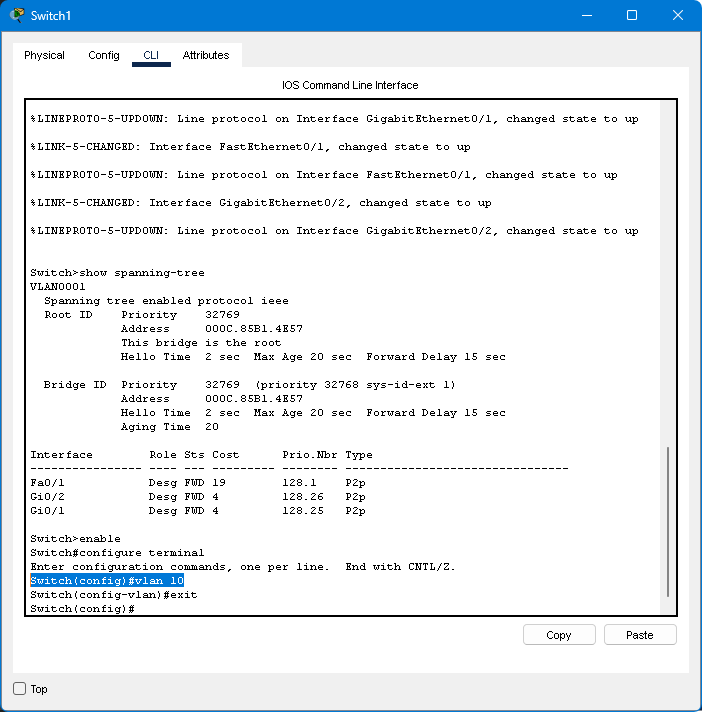 Switch1
Physical Config CLI Attributes
IOS Command Line Interface
%LINEPROTO-5-UPDOWN: Line protocol on Interface GigabitEthernet0/1, changed state to up
%LINK-5-CHANGED: Interface FastEthernet0/1, changed state to up
%LINEPROTO-5-UPDOWN: Line protocol on Interface FastEthernet0/1, changed state to up
%LINK-5-CHANGED: Interface GigabitEthernet0/2, changed state to up
%LINEPROTO-5-UPDOWN: Line protocol on Interface GigabitEthernet0/2, changed state to up
Switch>show spanning-tree
VLAN0001
  Spanning tree enabled protocol ieee
  Root ID    Priority    32769
             Address     000C.85B1.4E57
             This bridge is the root
             Hello Time  2 sec  Max Age 20 sec  Forward Delay 15 sec
  Bridge ID  Priority    32769  (priority 32768 sys-id-ext 1)
             Address     000C.85B1.4E57
             Hello Time  2 sec  Max Age 20 sec  Forward Delay 15 sec
             Aging Time  20
Interface        Role Sts Cost      Prio.Nbr Type
---------------- ---- --- --------- -------- --------------------------------
Fa0/1            Desg FWD 19        128.1    P2p
Gi0/2            Desg FWD 4         128.26   P2p
Gi0/1            Desg FWD 4         128.25   P2p
Switch>enable
Switch#configure terminal
Enter configuration commands, one per line.  End with CNTL/Z.
Switch(config)#vlan 10
Switch(config-vlan)#exit
Switch(config)#
Copy Paste
Top